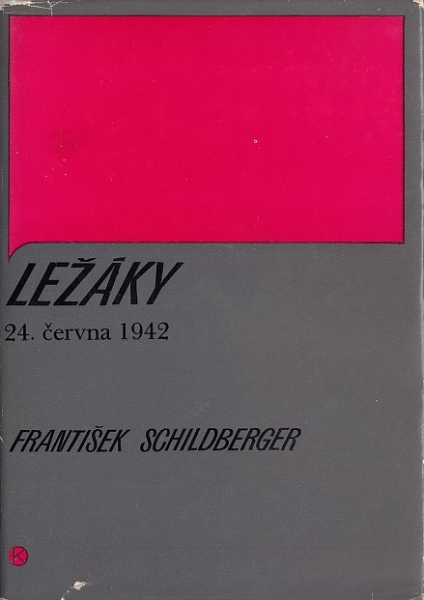 LEŽÁKY
24. června 1942
FRANTIŠEK SCHILDBERGER
K